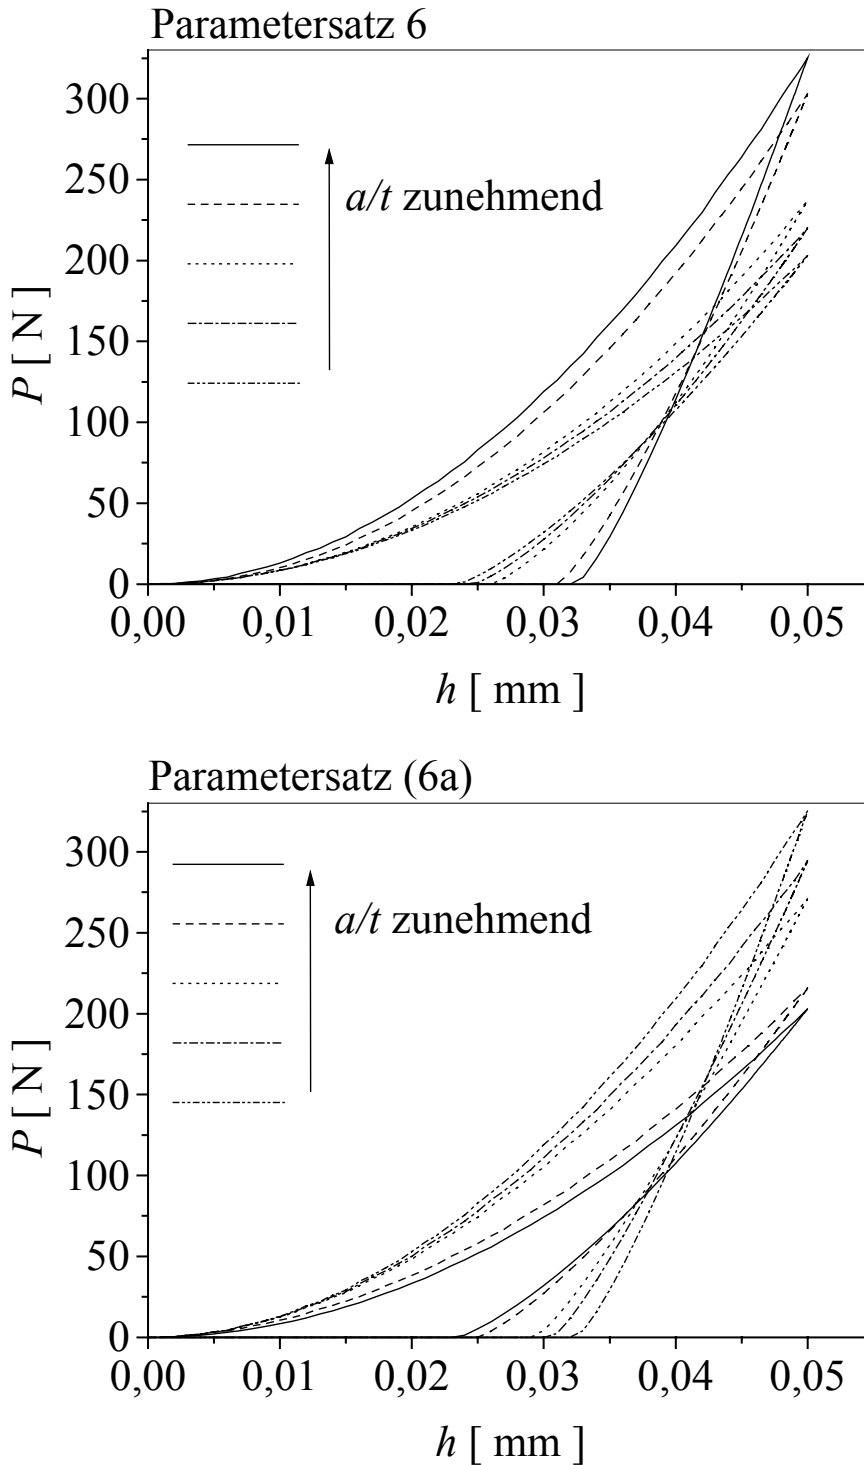 Parametersatz 6
300
250
200
150
100
50
0
P [ N ]
a/t zunehmend
0,00 0,01 0,02 0,03 0,04 0,05
h [ mm ]
Parametersatz (6a)
300
250
200
150
100
50
0
P [ N ]
a/t zunehmend
0,00 0,01 0,02 0,03 0,04 0,05
h [ mm ]